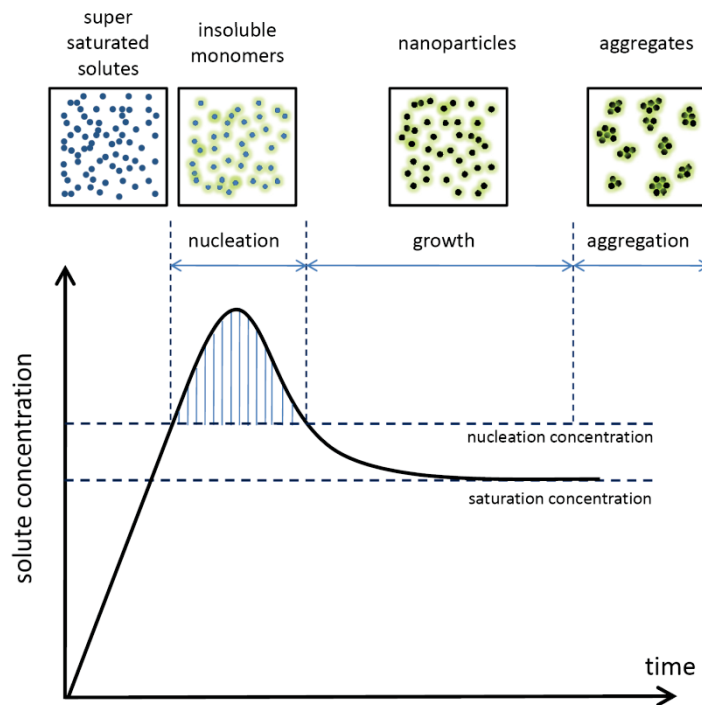 super
saturated
solutes
insoluble
monomers
nanoparticles
aggregates
nucleation
growth
aggregation
solute concentration
nucleation concentration
saturation concentration
time